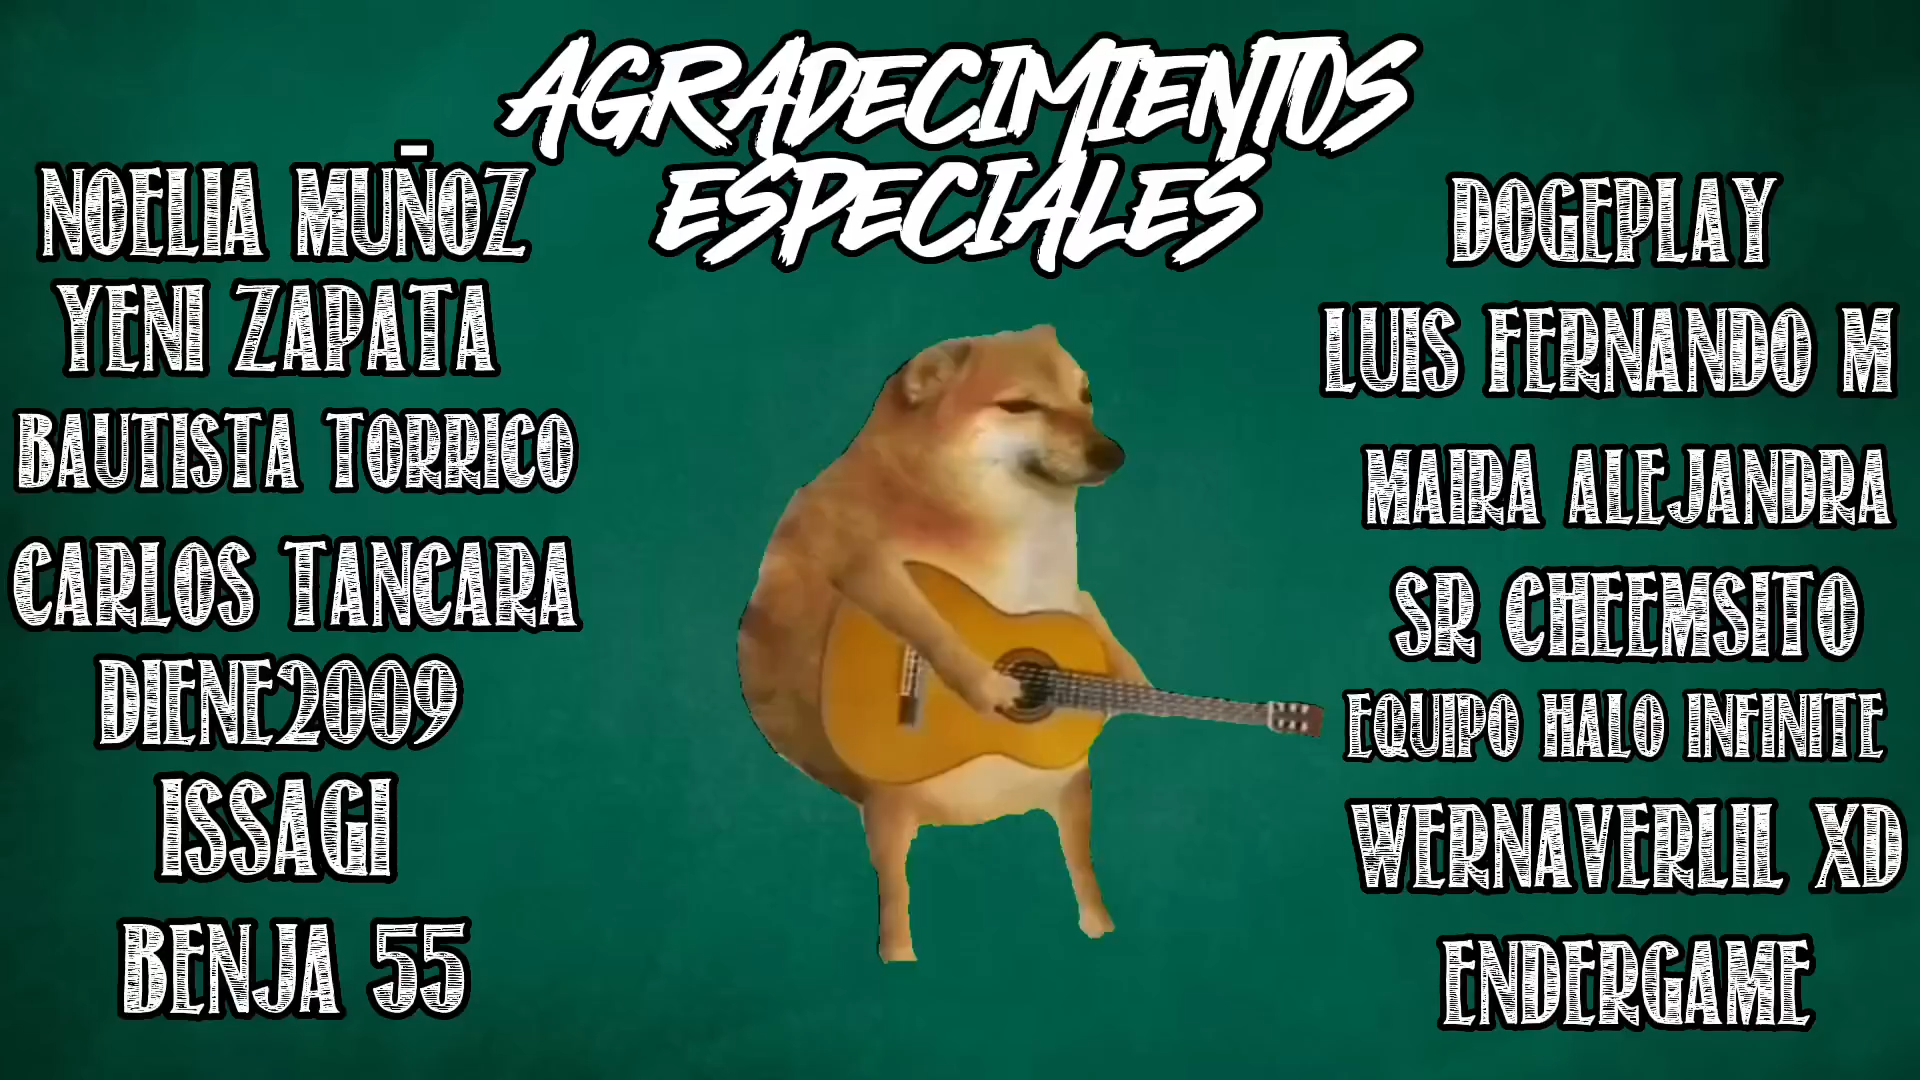 AGRADECIMIENTOS
ESPECIALES
NOELIA MUÑOZ
YENI ZAPATA
BAUTISTA TORRICO
CARLOS TANCARA
DIENE2009
ISSAGI
BENJA 55
DOGEPLAY
LUIS FERNANDO M
MAIRA ALEJANDRA
SR CHEEMSITO
EQUIPO HALO INFINITE
WERNAVERLIL XD
ENDERGAME